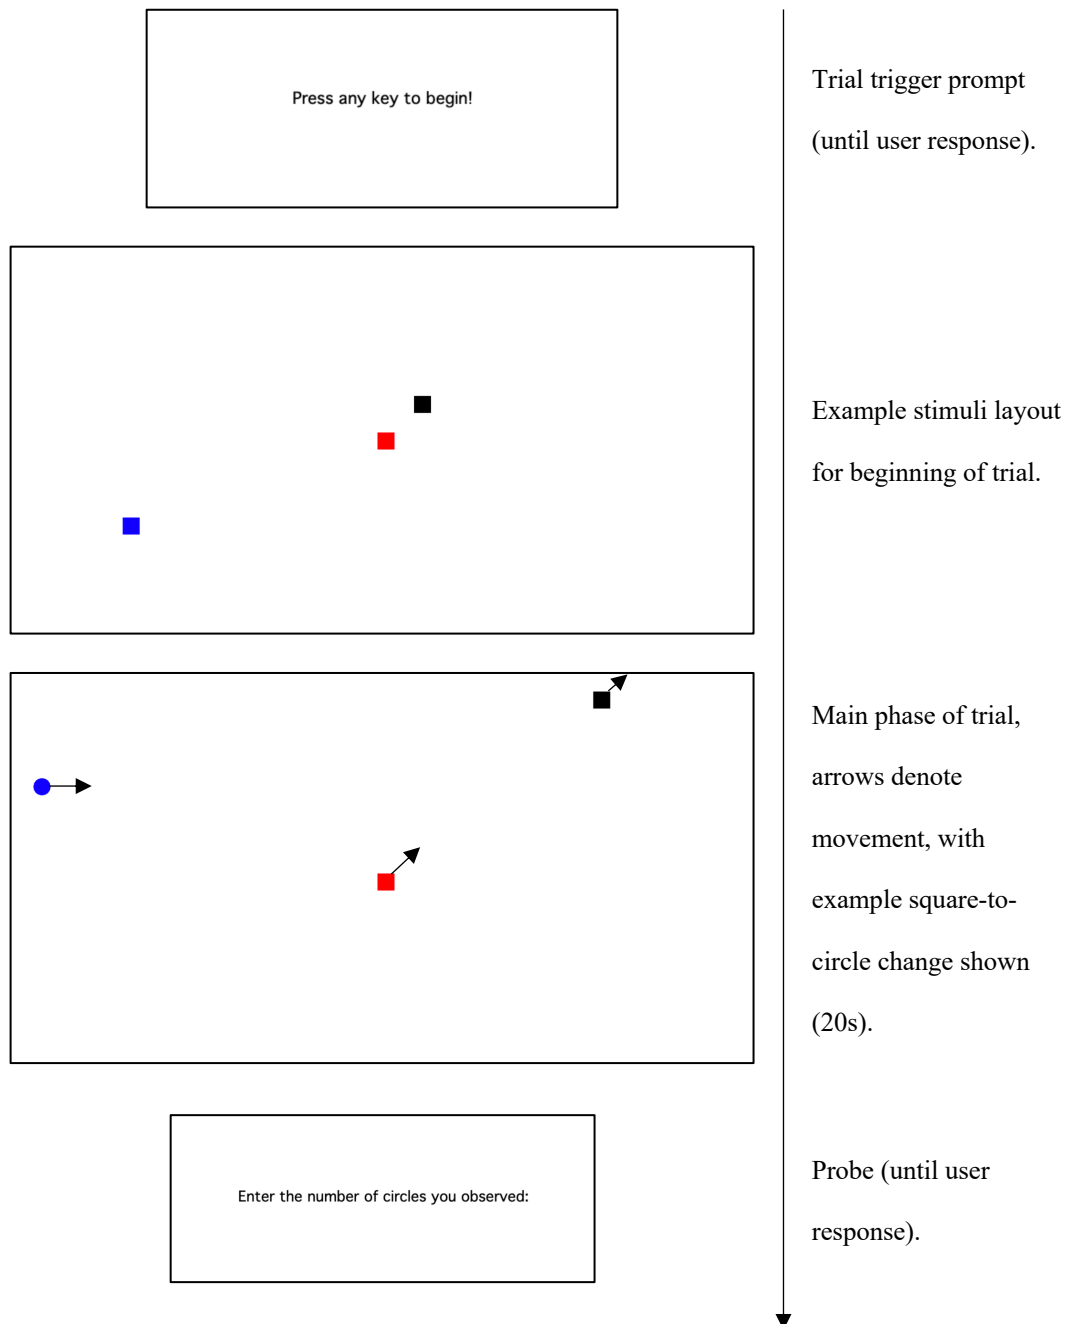 Press any key to begin!
Trial trigger prompt
(until user response).
Example stimuli layout
for beginning of trial.
Main phase of trial,
arrows denote
movement, with
example square-to-
circle change shown
(20s).
Enter the number of circles you observed:
Probe (until user
response).